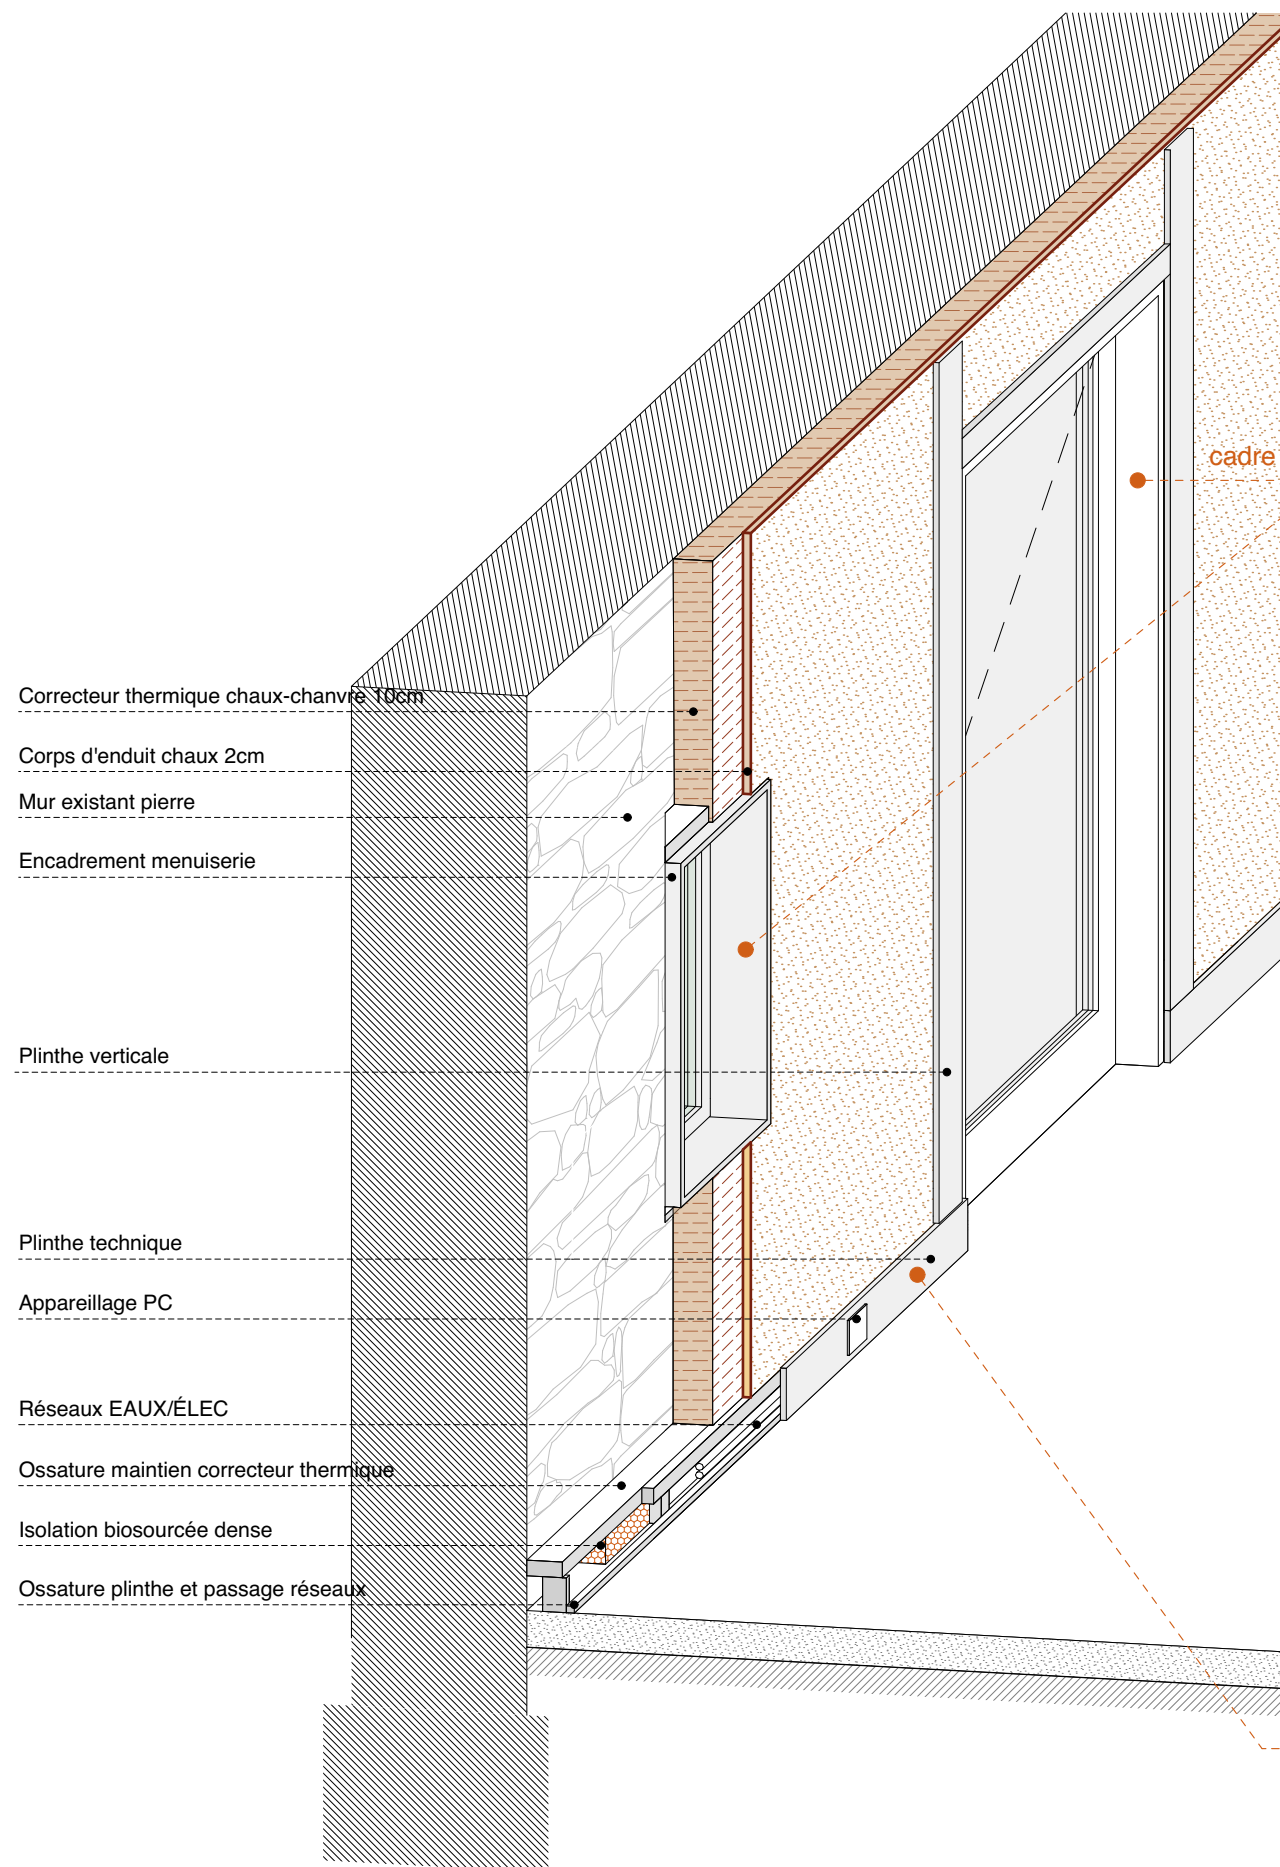 cadre
Correcteur thermique chaux-chanvre 10cm
Corps d'enduit chaux 2cm
Mur existant pierre
Encadrement menuiserie
Plinthe verticale
Plinthe technique
Appareillage PC
Réseaux EAUX/ÉLEC
Ossature maintien correcteur thermique
Isolation biosourcée dense
Ossature plinthe et passage réseaux